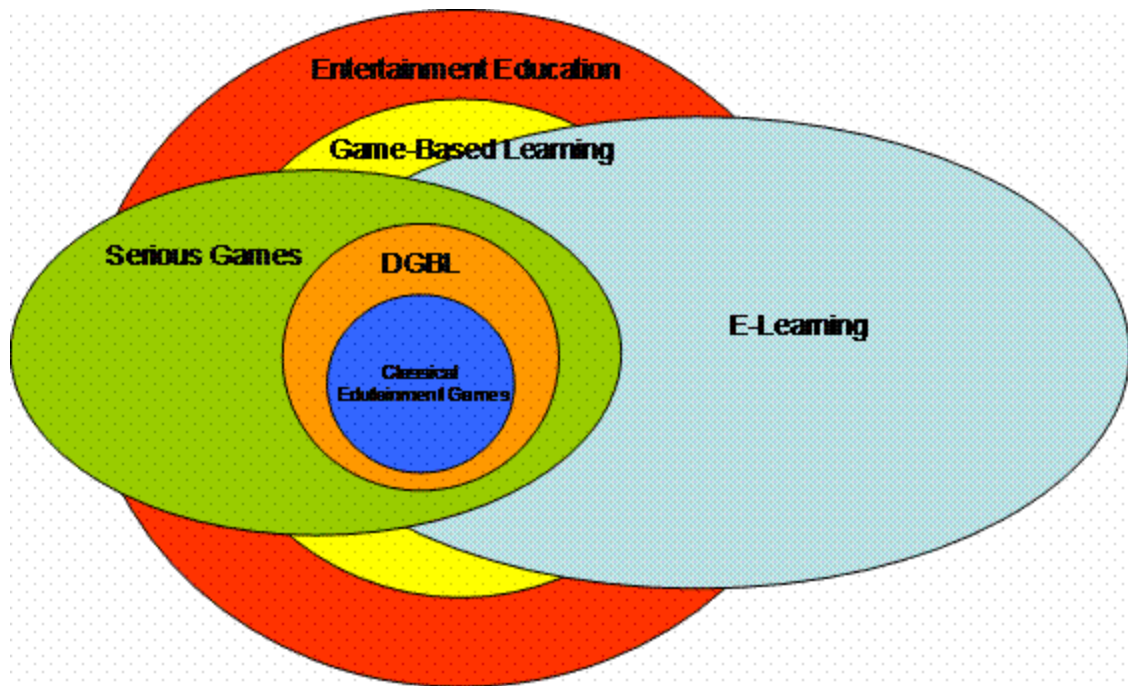 Entertainment Education
Game-Based Learning
Serious Games
DGBL
E-Learning
Classical
Edutainment Games